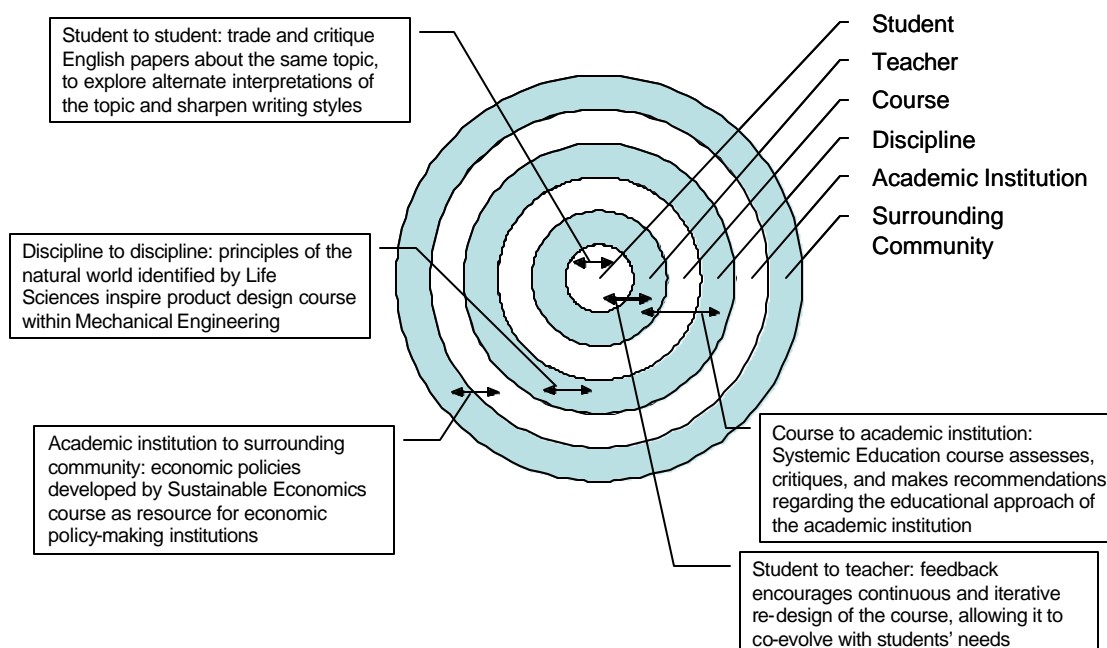 Student to student: trade and critique
English papers about the same topic,
to explore alternate interpretations of
the topic and sharpen writing styles
Student
Teacher
Course
Discipline
Academic Institution
Surrounding
Community
Discipline to discipline: principles of the
natural world identified by Life
Sciences inspire product design course
within Mechanical Engineering
Academic institution to surrounding
community: economic policies
developed by Sustainable Economics
course as resource for economic
policy-making institutions
Course to academic institution:
Systemic Education course assesses,
critiques, and makes recommendations
regarding the educational approach of
the academic institution
Student to teacher: feedback
encourages continuous and iterative
re-design of the course, allowing it to
co-evolve with students' needs